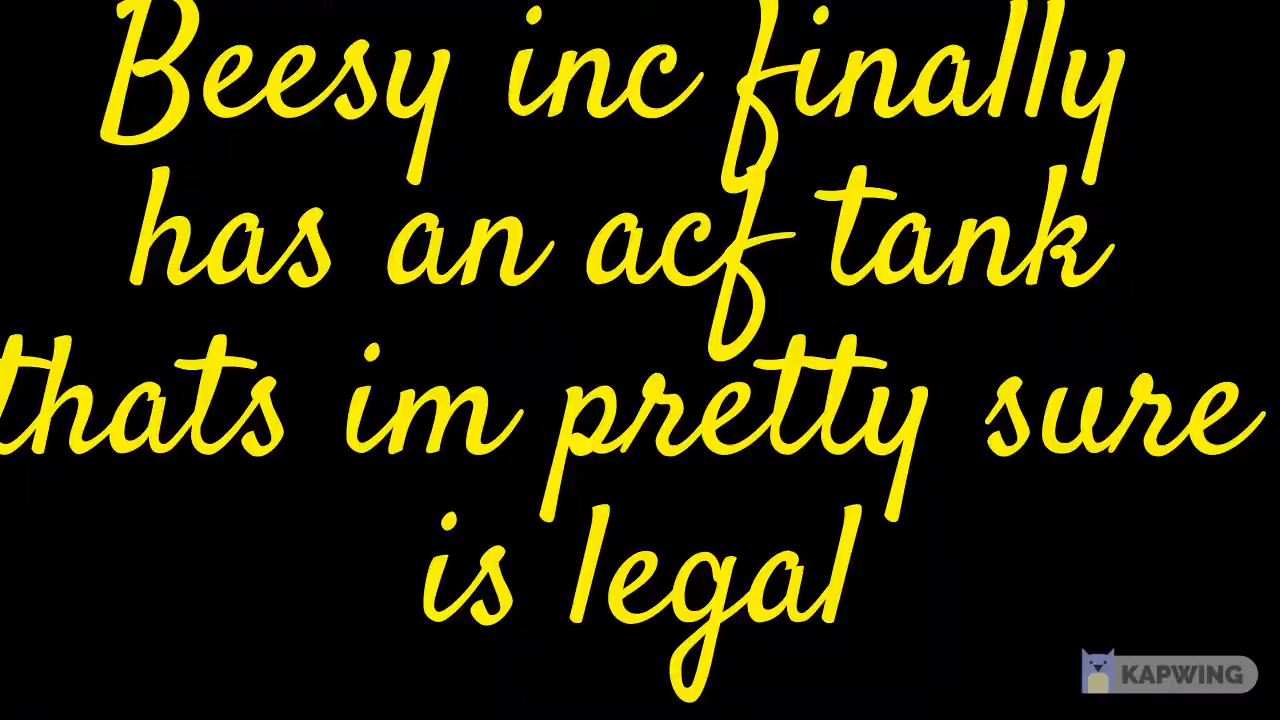 Beesy inc finally
has an acf tank
thats im pretty sure
is legal
KAPWING